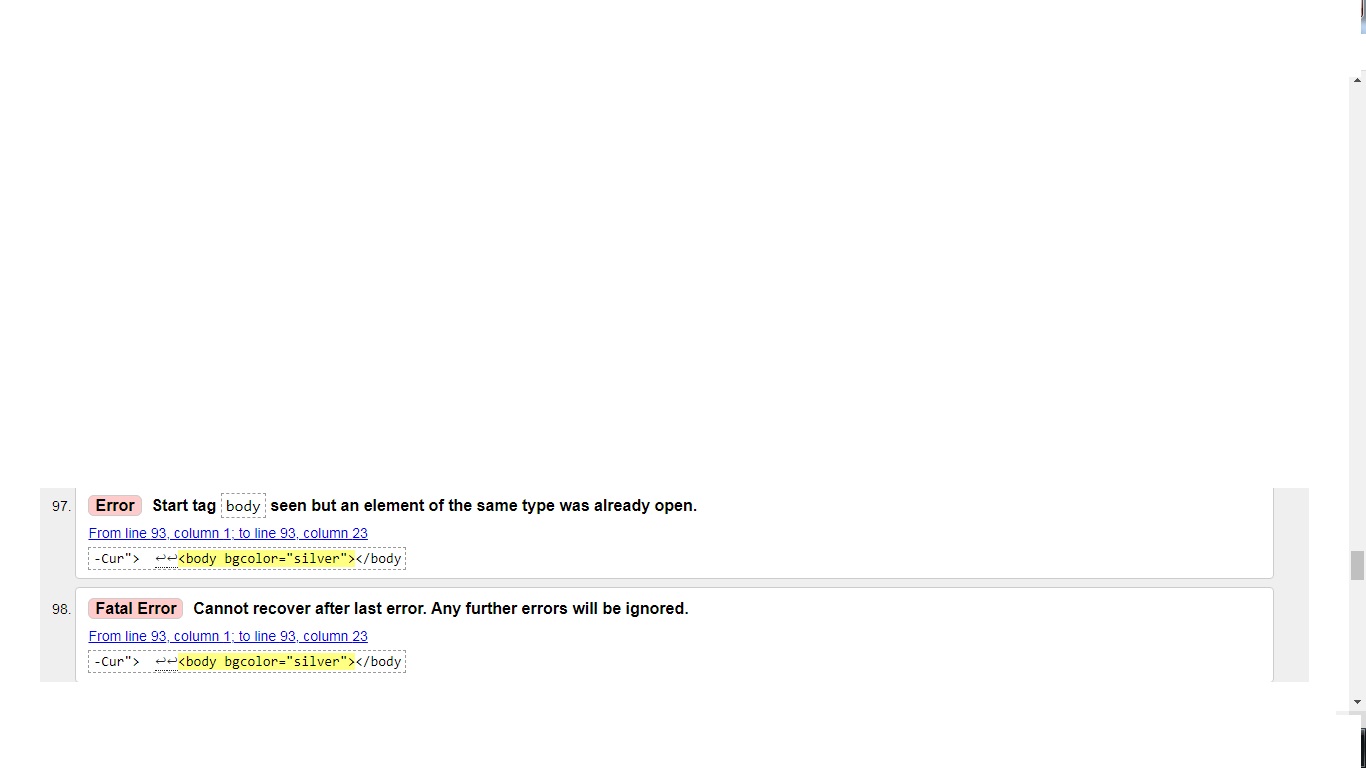 97. Error Start tag body seen but an element of the same type was already open.
From line 93, column 1; to line 93, column 23
-Cur">  ↩↩<body bgcolor="silver"></body
98. Fatal Error Cannot recover after last error. Any further errors will be ignored.
From line 93, column 1; to line 93, column 23
-Cur">  ↩↩<body bgcolor="silver"></body